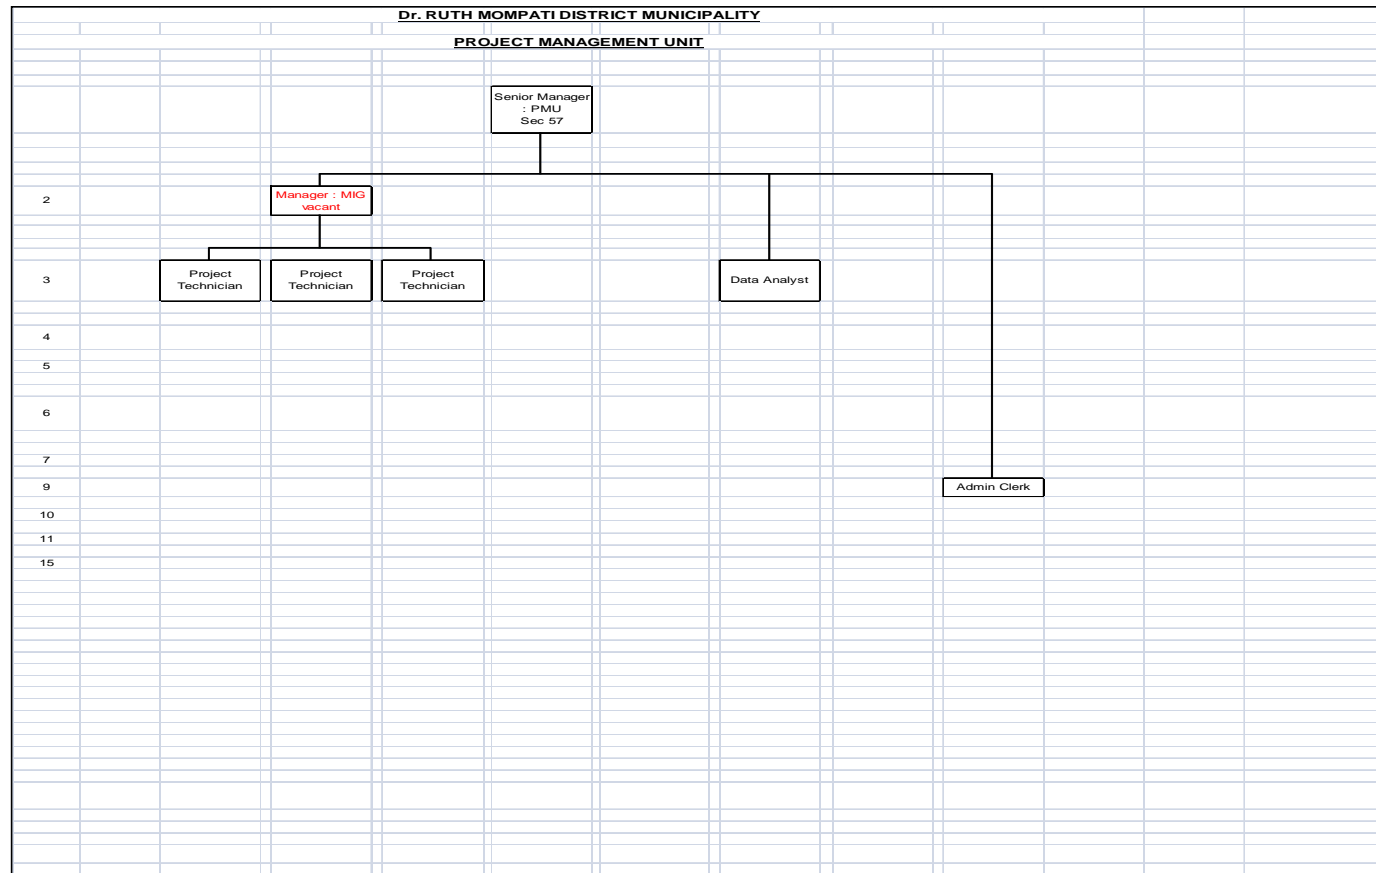 Dr. RUTH MOMPATI DISTRICT MUNICIPALITY
PROJECT MANAGEMENT UNIT
Senior Manager
: PMU
Sec 57
2
Manager : MIG
vacant
3
Project
Technician
Project
Technician
Project
Technician
Data Analyst
4
5
6
7
9
Admin Clerk
10
11
15